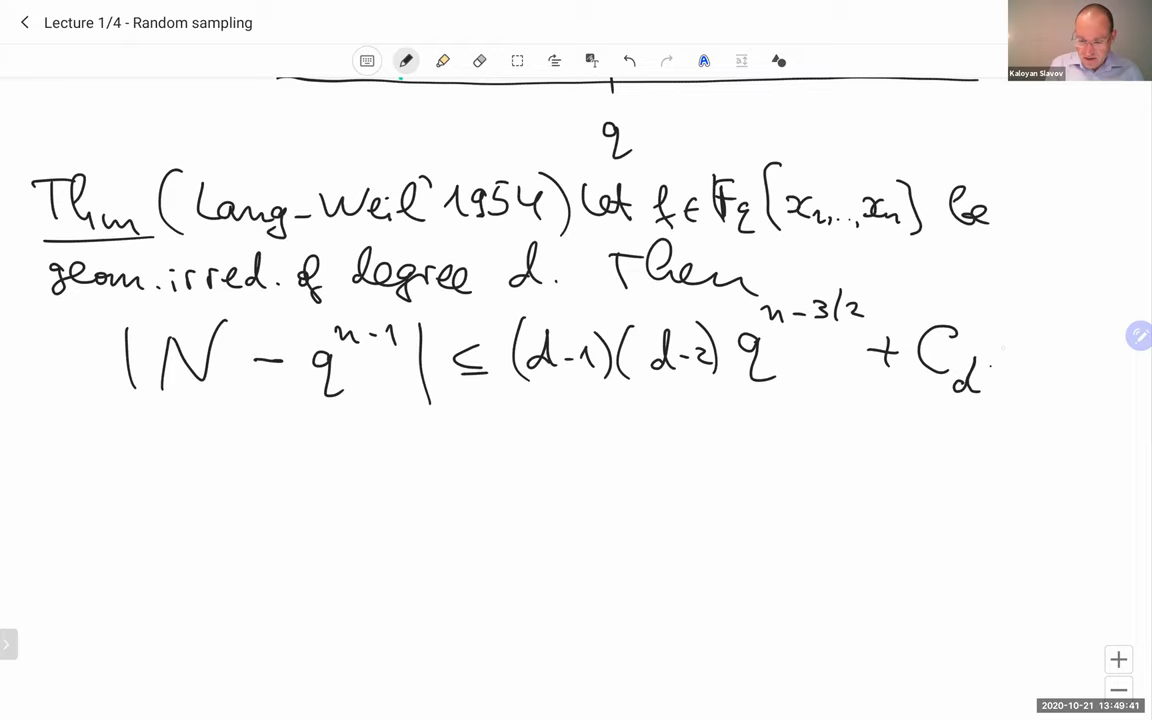 Lecture 1/4 - Random sampling
Kaloyan Slavov
q
Thm (Lang-Weil 1954) Let f ∈ F_q[x_1,..,x_n] be
geom. irred. of degree d. Then
|N - q^{n-1}| ≤ (d-1)(d-2) q^{n-3/2} + C_d
2020-10-21 13:49:41